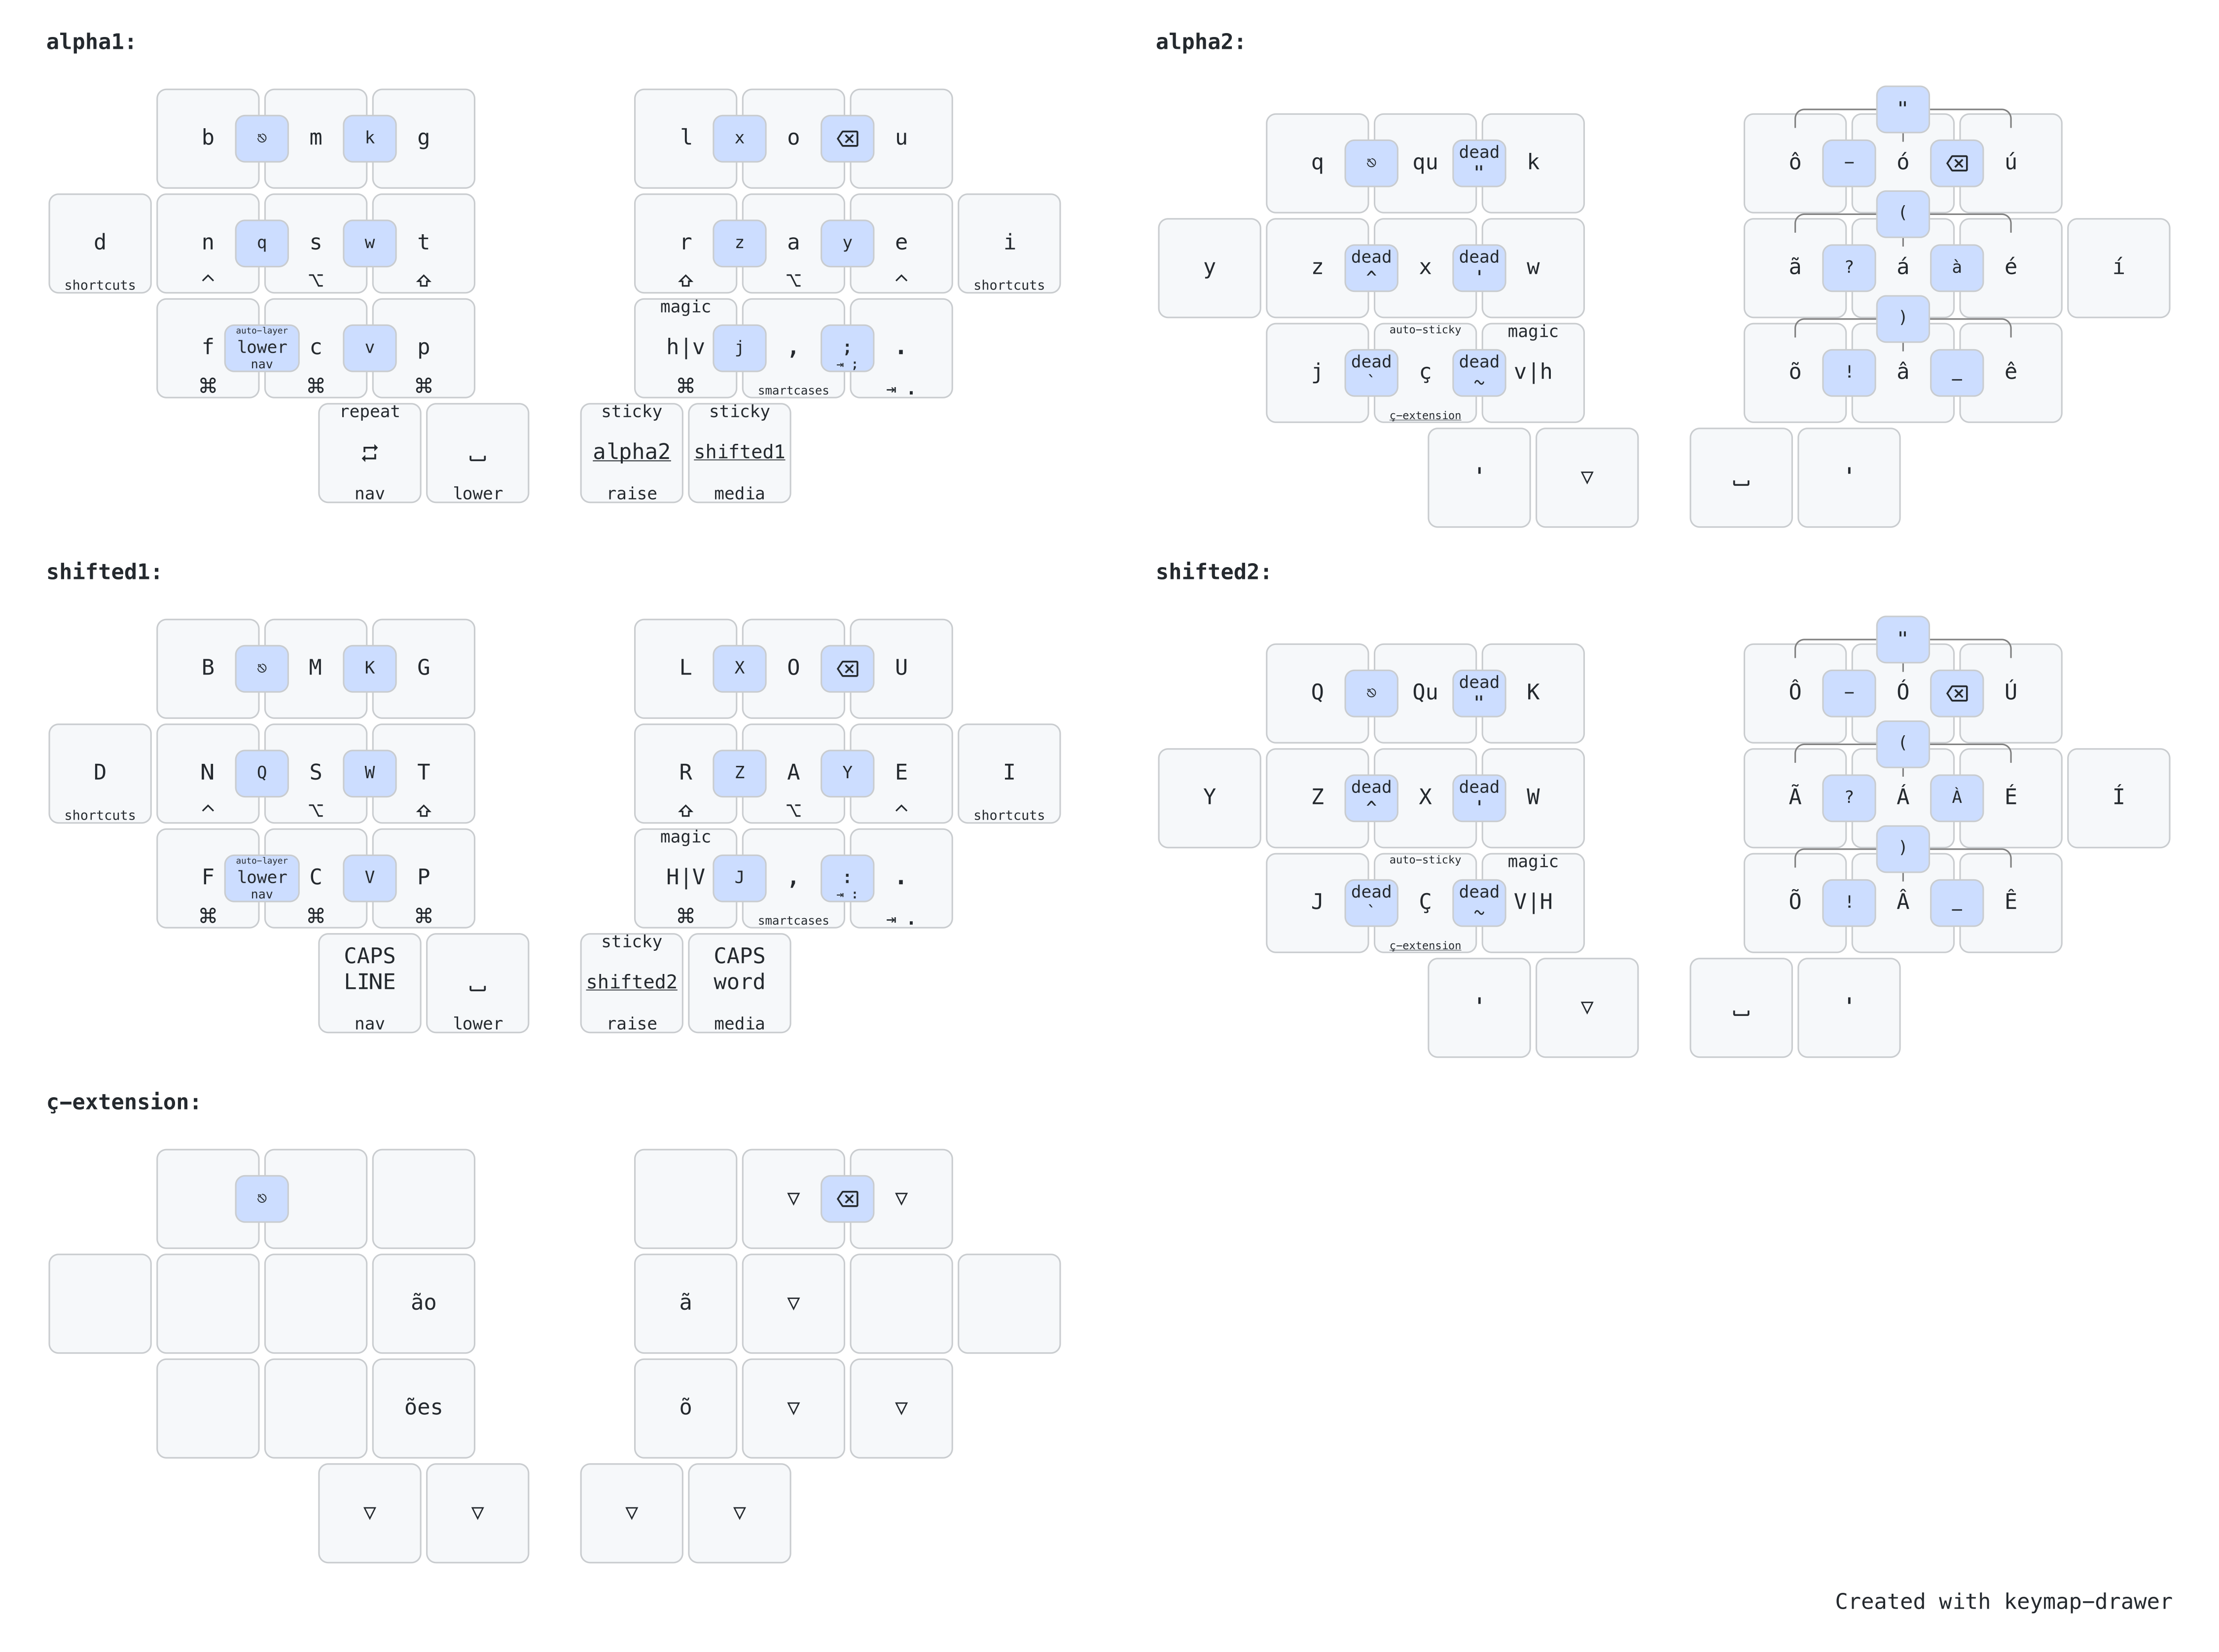 alpha1:
b ⎋ m k g l x o ⌫ u
d n q s w t r z a y e i
shortcuts ^ ⌥ ⇧ ⇧ ⌥ ^ shortcuts
magic
auto-layer
f lower c v p h|v j , ; .
nav ⇥ ;
⌘ ⌘ ⌘ ⌘ smartcases ⇥ .
repeat sticky sticky
⮔ ⎵ alpha2 shifted1
nav lower raise media
alpha2:
"
q ⎋ qu dead " k ô – ó ⌫ ú
(
y z dead ^ x dead ' w ã ? á à é í
)
auto-sticky magic
j dead ` ç dead ~ v|h õ ! â _ ê
ç-extension
' ▽ ⎵ '
shifted1:
B ⎋ M K G L X O ⌫ U
D N Q S W T R Z A Y E I
shortcuts ^ ⌥ ⇧ ⇧ ⌥ ^ shortcuts
magic
auto-layer
F lower C V P H|V J , : .
nav ⇥ :
⌘ ⌘ ⌘ ⌘ smartcases ⇥ .
CAPS sticky CAPS
LINE ⎵ shifted2 word
nav lower raise media
shifted2:
"
Q ⎋ Qu dead " K Ô – Ó ⌫ Ú
(
Y Z dead ^ X dead ' W Ã ? Á À É Í
)
auto-sticky magic
J dead ` Ç dead ~ V|H Õ ! Â _ Ê
ç-extension
' ▽ ⎵ '
ç-extension:
⎋ ▽ ⌫ ▽
ão ã ▽
ões õ ▽ ▽
▽ ▽ ▽ ▽
Created with keymap-drawer